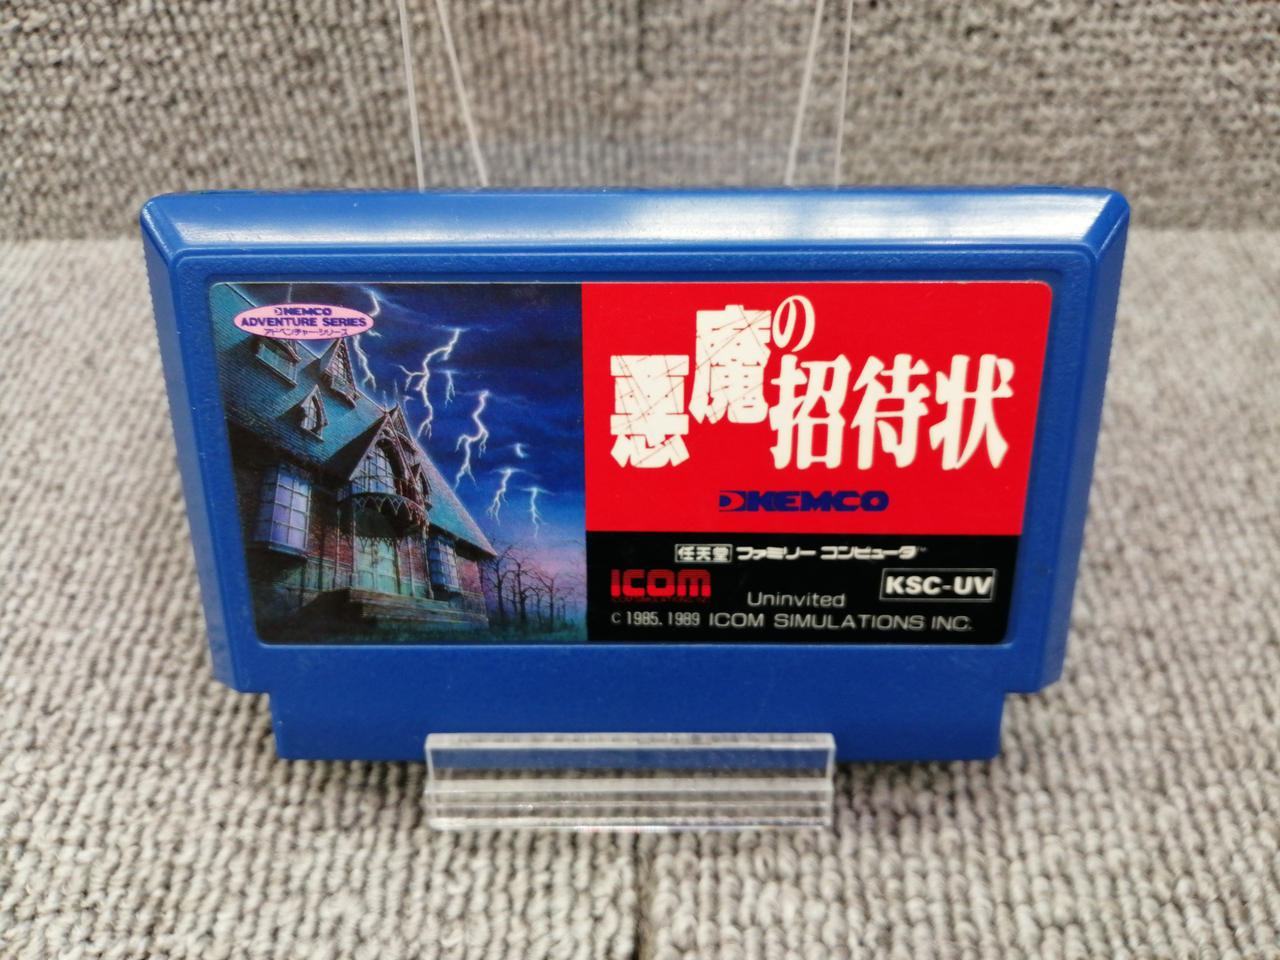 KEMCO
ADVENTURE SERIES
アドベンチャー・シリーズ
悪魔の招待状
KEMCO
任天堂 ファミリー コンピュータ™
ICOM
Uninvited
KSC-UV
© 1985, 1989 ICOM SIMULATIONS INC.